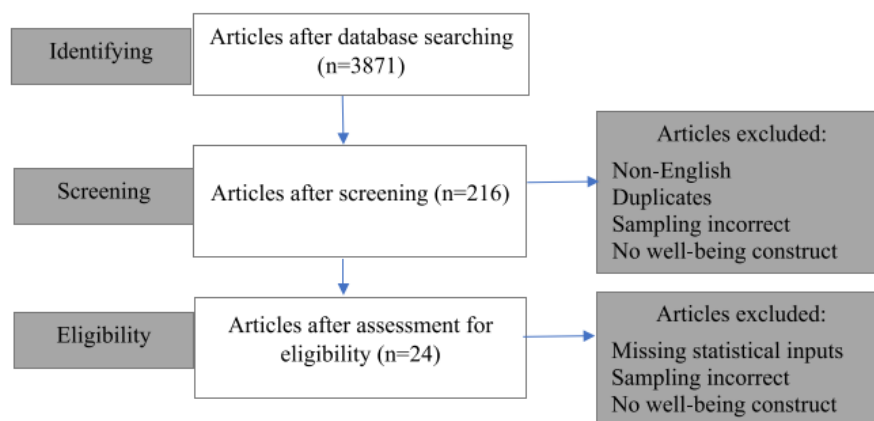 Identifying
Articles after database searching
(n=3871)
Screening
Articles after screening (n=216)
Articles excluded:
Non-English
Duplicates
Sampling incorrect
No well-being construct
Eligibility
Articles after assessment for
eligibility (n=24)
Articles excluded:
Missing statistical inputs
Sampling incorrect
No well-being construct